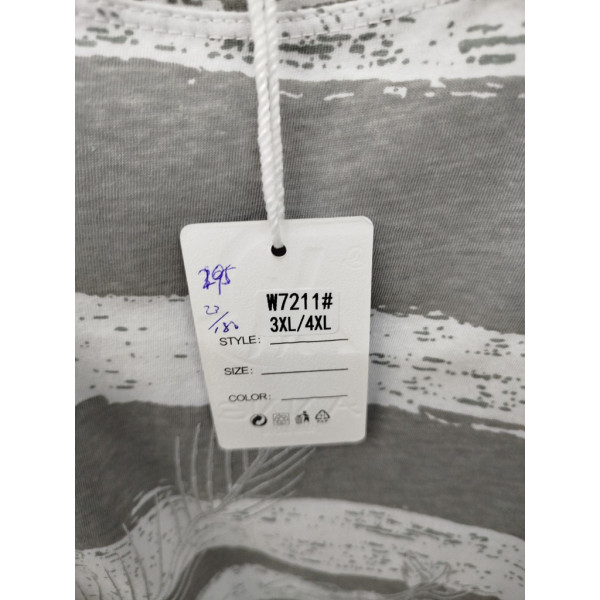 295
W7211#
23/180
3XL/4XL
STYLE:
SIZE:
COLOR: